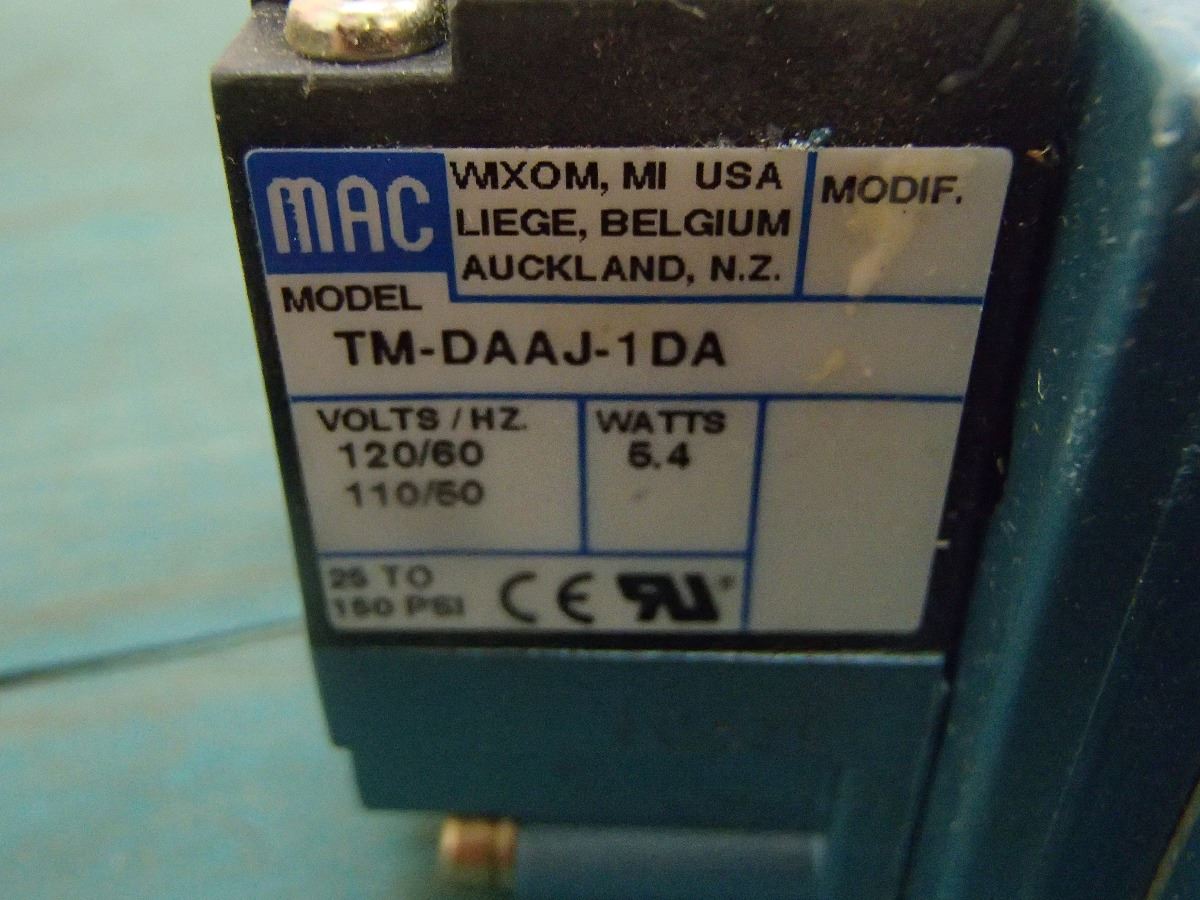 MAC
WIXOM, MI USA
LIEGE, BELGIUM
AUCKLAND, N.Z.
MODIF.
MODEL
TM-DAAJ-1DA
VOLTS / HZ.
120/60
110/50
WATTS
5.4
25 TO
150 PSI
CE RU®